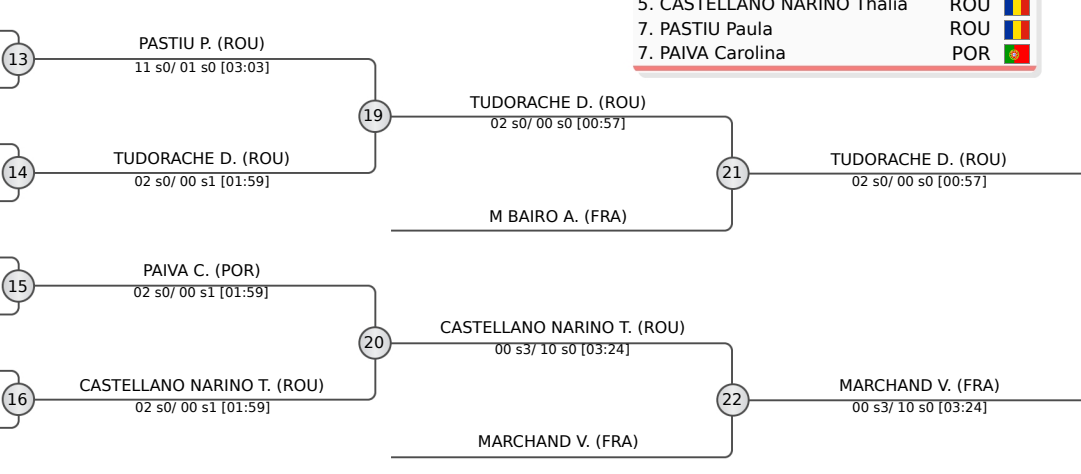 5. CASTELLANO NARINO Thalia ROU
7. PASTIU Paula ROU
7. PAIVA Carolina POR
13
PASTIU P. (ROU)
11 s0/ 01 s0 [03:03]
19
TUDORACHE D. (ROU)
02 s0/ 00 s0 [00:57]
14
TUDORACHE D. (ROU)
02 s0/ 00 s1 [01:59]
21
TUDORACHE D. (ROU)
02 s0/ 00 s0 [00:57]
M BAIRO A. (FRA)
15
PAIVA C. (POR)
02 s0/ 00 s1 [01:59]
20
CASTELLANO NARINO T. (ROU)
00 s3/ 10 s0 [03:24]
16
CASTELLANO NARINO T. (ROU)
02 s0/ 00 s1 [01:59]
22
MARCHAND V. (FRA)
00 s3/ 10 s0 [03:24]
MARCHAND V. (FRA)